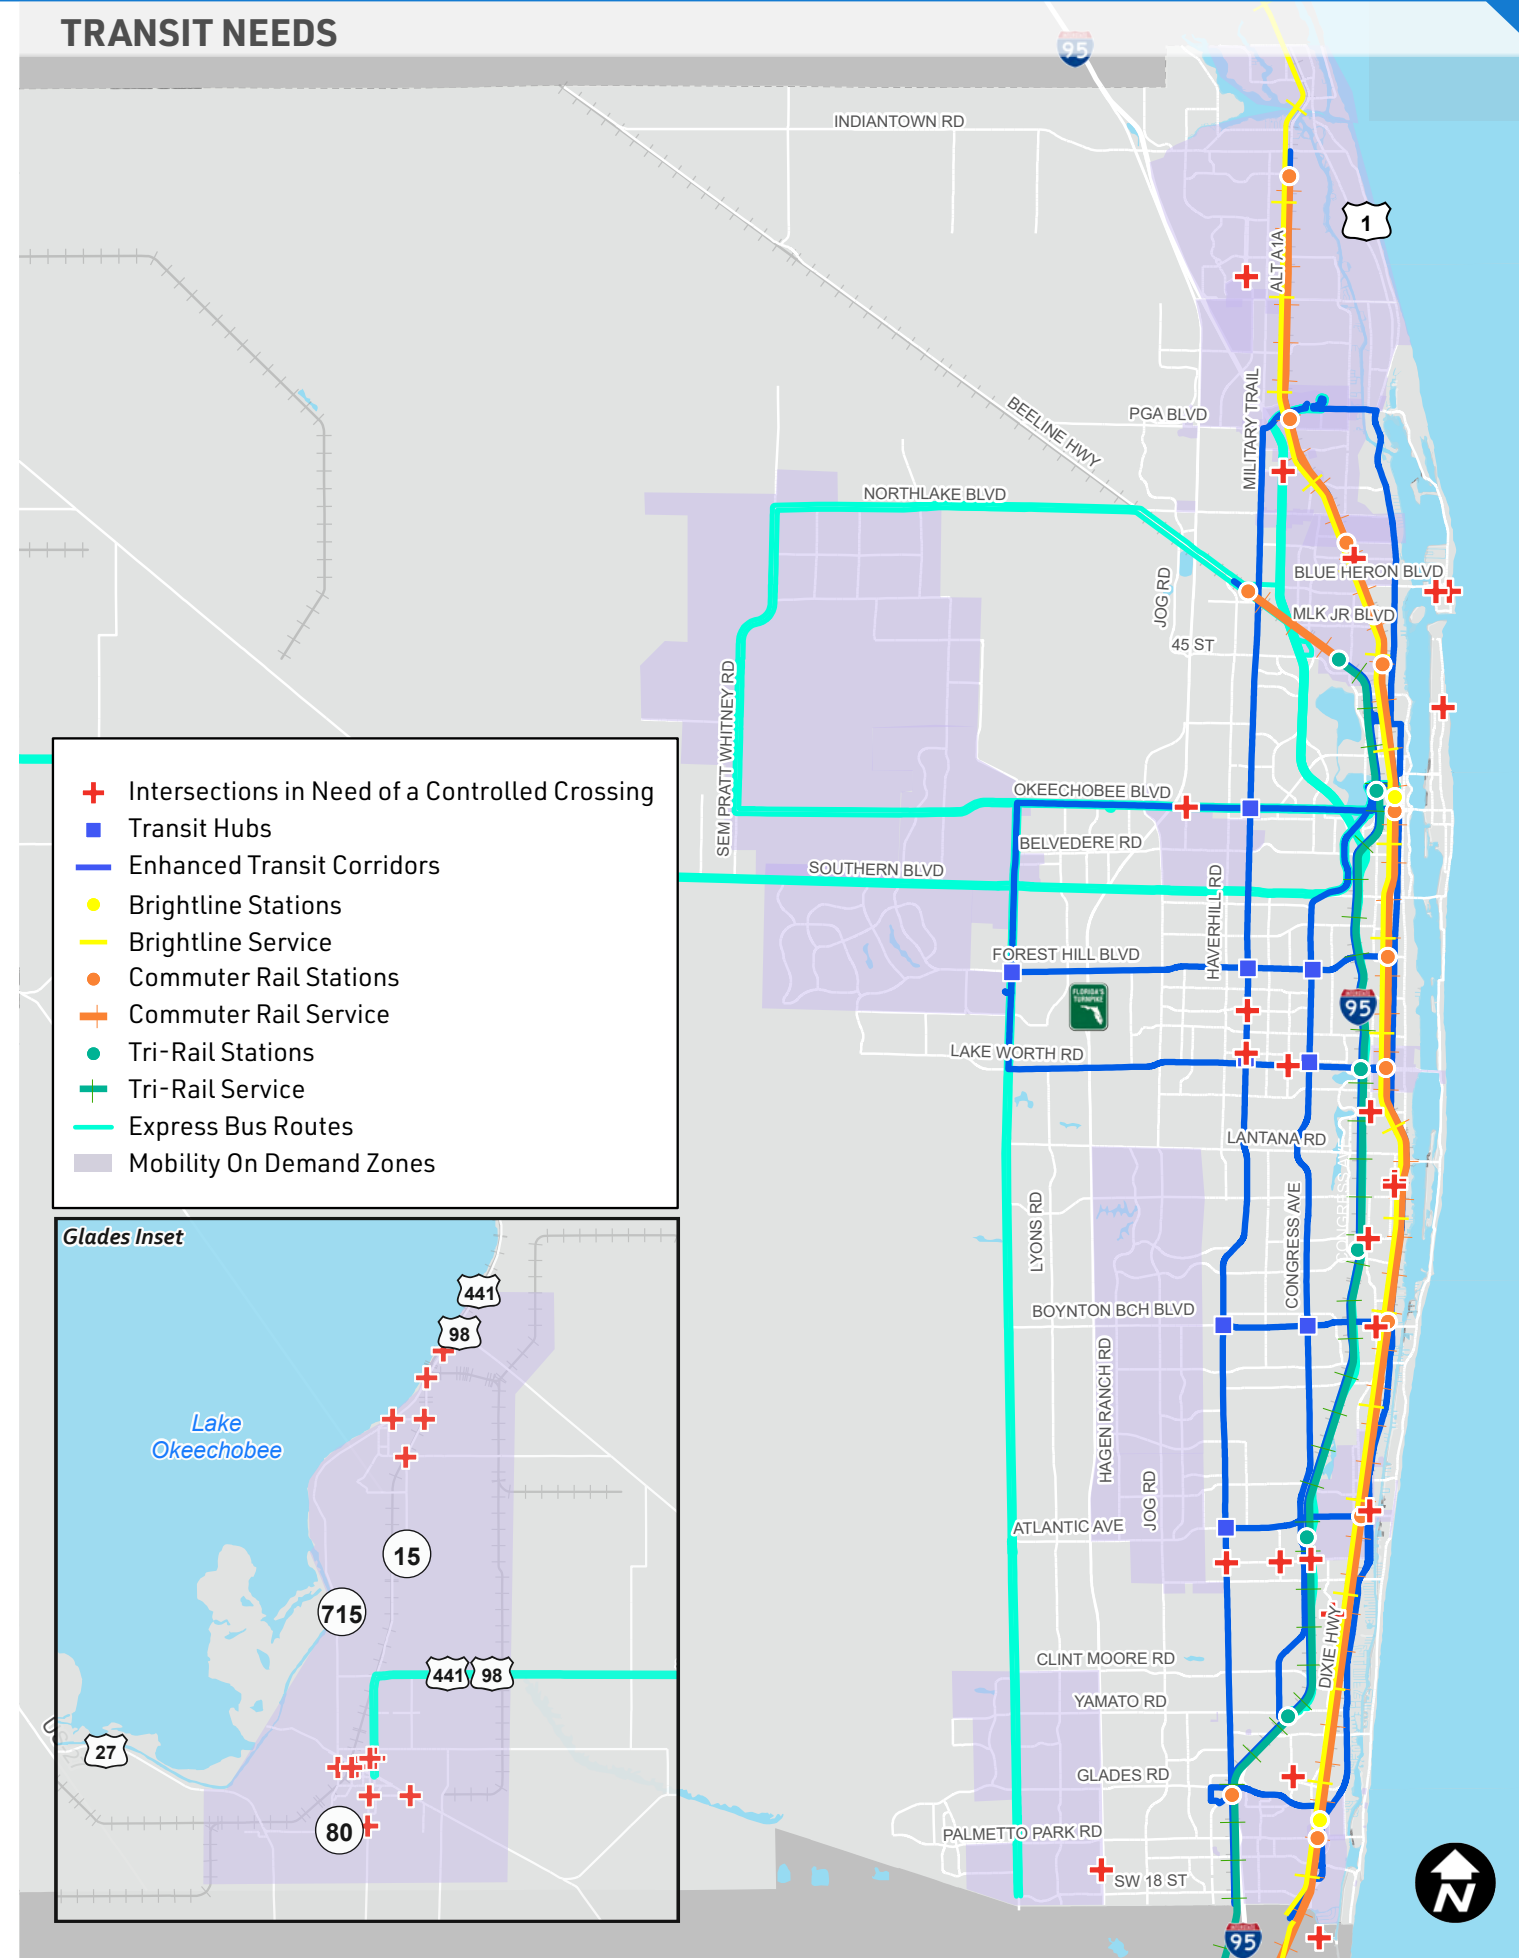 TRANSIT NEEDS
95
INDIANTOWN RD
1
ALT A1A
MILITARY TRAIL
PGA BLVD
BEELINE HWY
NORTHLAKE BLVD
JOG RD
BLUE HERON BLVD
MLK JR BLVD
45 ST
SEM PRATT WHITNEY RD
OKEECHOBEE BLVD
BELVEDERE RD
SOUTHERN BLVD
HAVERHILL RD
FOREST HILL BLVD
FLORIDA'S
TURNPIKE
95
LAKE WORTH RD
LANTANA RD
CONGRESS AVE
CONGRESS AVE
LYONS RD
BOYNTON BCH BLVD
HAGEN RANCH RD
JOG RD
ATLANTIC AVE
DIXIE HWY
CLINT MOORE RD
YAMATO RD
GLADES RD
PALMETTO PARK RD
SW 18 ST
95
N
Intersections in Need of a Controlled Crossing
Transit Hubs
Enhanced Transit Corridors
Brightline Stations
Brightline Service
Commuter Rail Stations
Commuter Rail Service
Tri-Rail Stations
Tri-Rail Service
Express Bus Routes
Mobility On Demand Zones
Glades Inset
441
98
Lake
Okeechobee
15
715
441
98
27
80